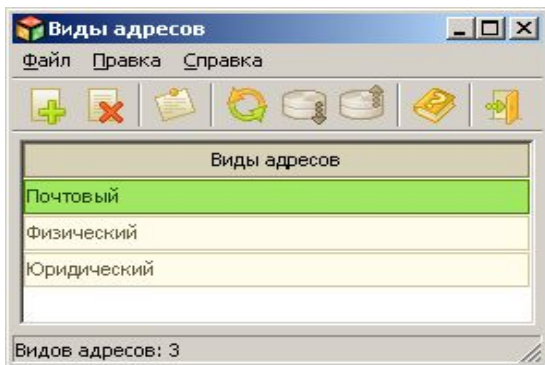 Виды адресов
Файл Правка Справка
Виды адресов
Почтовый
Физический
Юридический
Видов адресов: 3